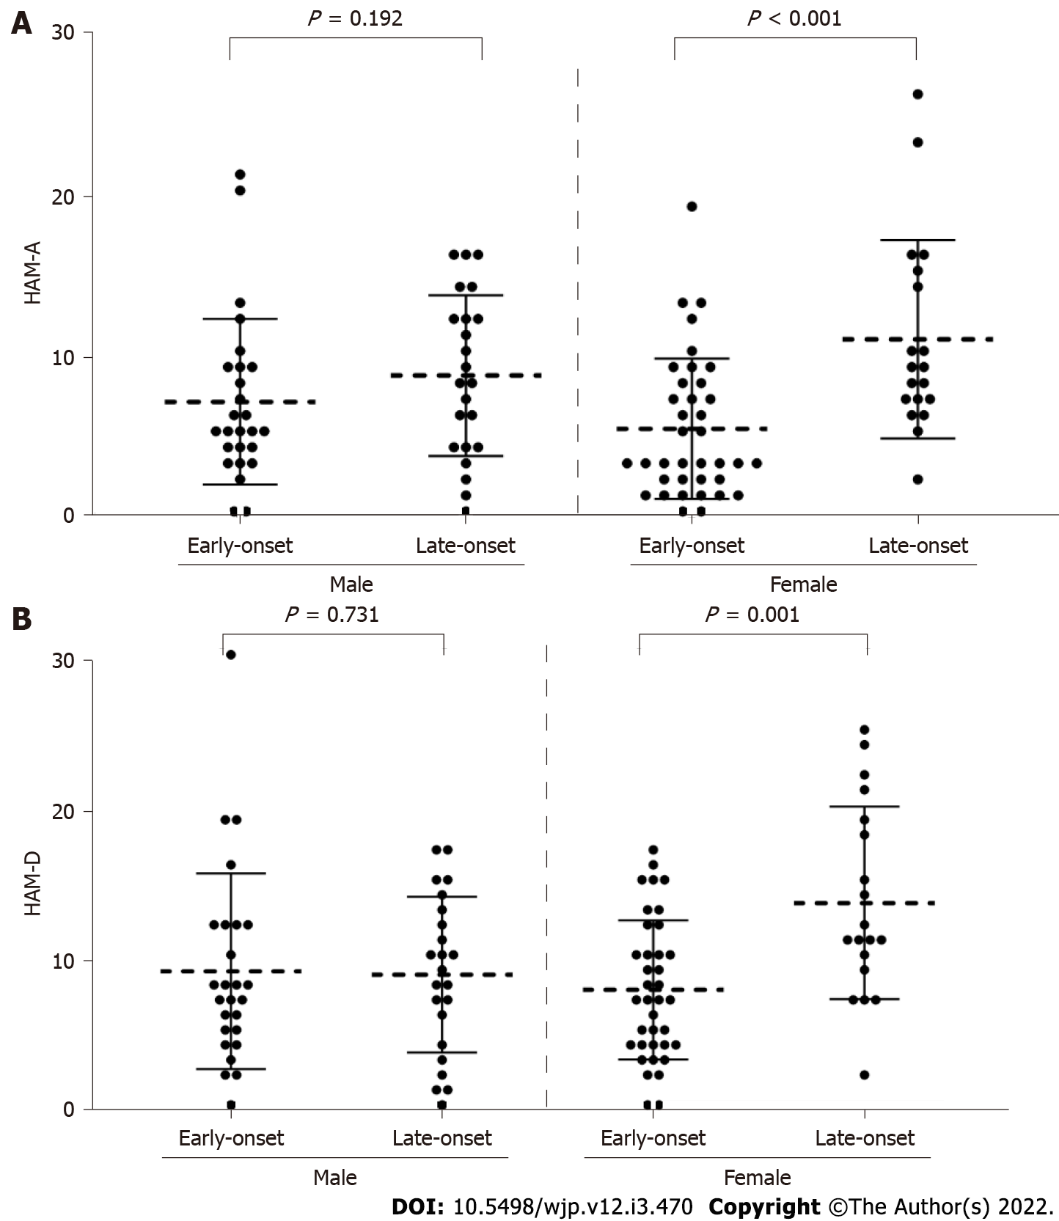 A
P = 0.192
P < 0.001
30
20
10
0
HAM-A
Early-onset
Late-onset
Early-onset
Late-onset
Male
Female
B
P = 0.731
P = 0.001
30
20
10
0
HAM-D
Early-onset
Late-onset
Early-onset
Late-onset
Male
Female
DOI: 10.5498/wjp.v12.i3.470 Copyright ©The Author(s) 2022.